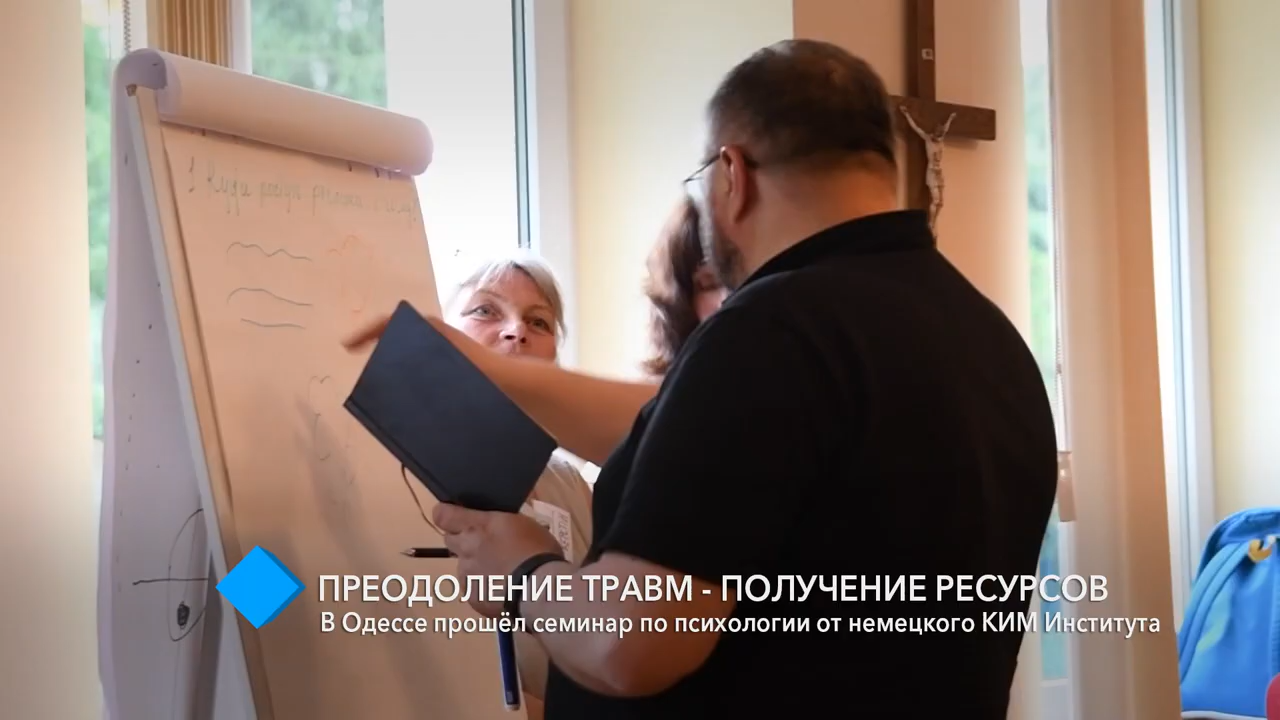 ПРЕОДОЛЕНИЕ ТРАВМ - ПОЛУЧЕНИЕ РЕСУРСОВ
В Одессе прошёл семинар по психологии от немецкого КИМ Института